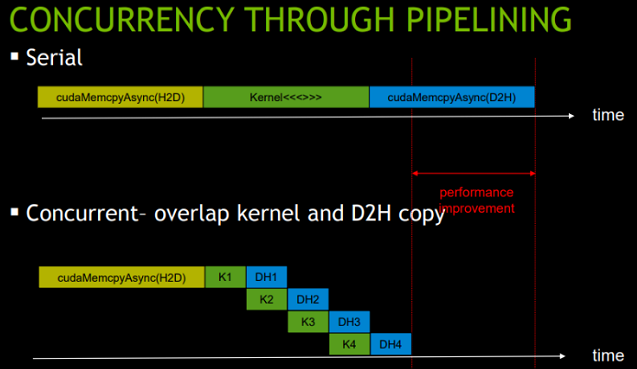 CONCURRENCY THROUGH PIPELINING
▪ Serial
cudaMemcpyAsync(H2D) Kernel<<<>>> cudaMemcpyAsync(D2H)
time
performance
improvement
▪ Concurrent– overlap kernel and D2H copy
cudaMemcpyAsync(H2D) K1 DH1
K2 DH2
K3 DH3
K4 DH4
time